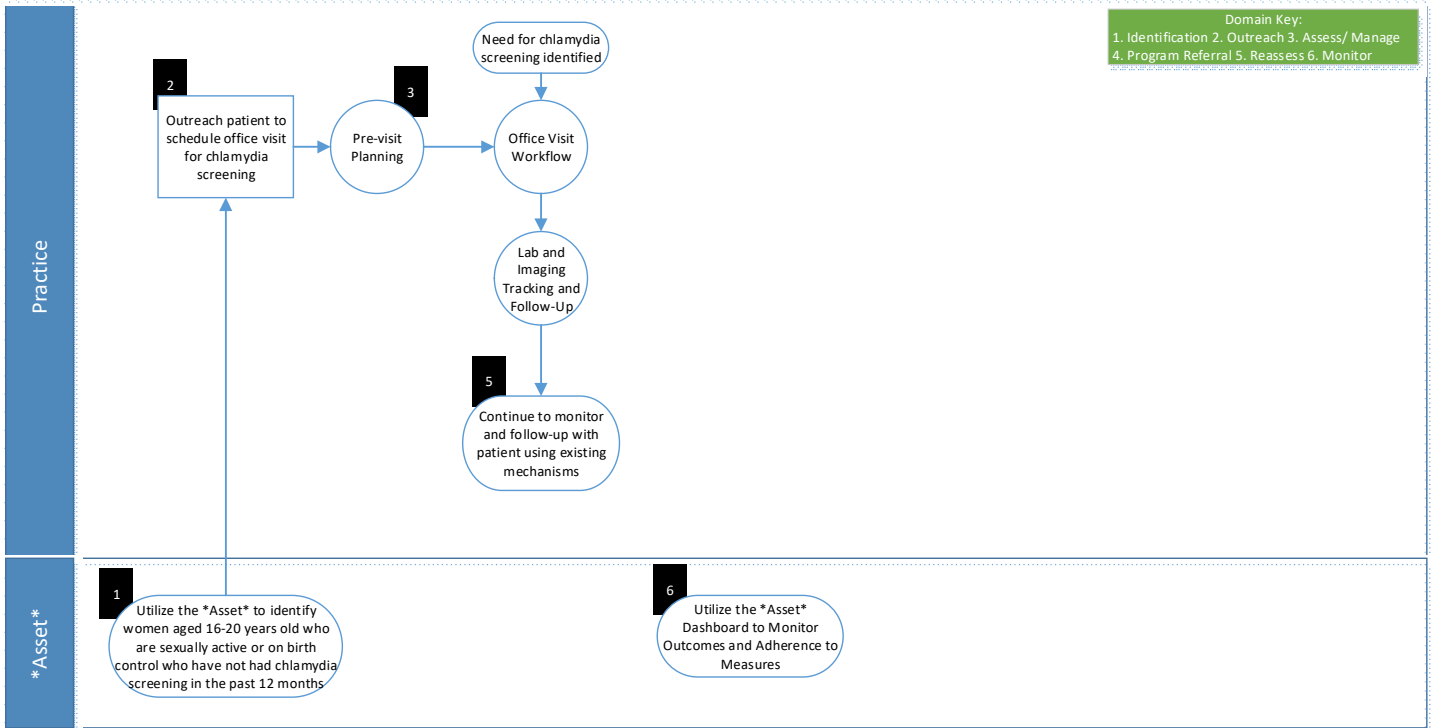 Practice
Domain Key:
1. Identification 2. Outreach 3. Assess/ Manage
4. Program Referral 5. Reassess 6. Monitor
Need for chlamydia
screening identified
2
Outreach patient to
schedule office visit
for chlamydia
screening
3
Pre-visit
Planning
Office Visit
Workflow
Lab and
Imaging
Tracking and
Follow-Up
5
Continue to monitor
and follow-up with
patient using existing
mechanisms
*Asset*
1
Utilize the *Asset* to identify
women aged 16-20 years old who
are sexually active or on birth
control who have not had chlamydia
screening in the past 12 months
6
Utilize the *Asset*
Dashboard to Monitor
Outcomes and Adherence to
Measures